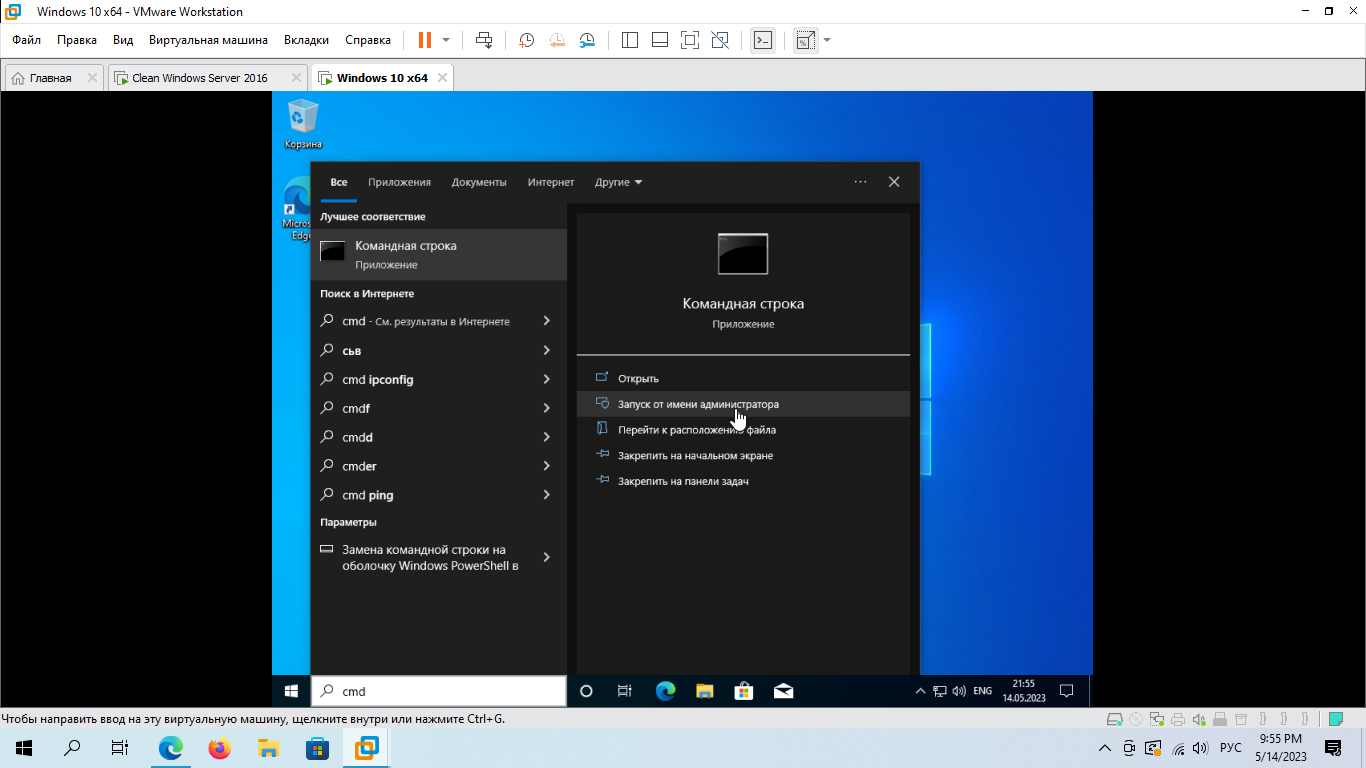 Windows 10 x64 - VMware Workstation
Файл Правка Вид Виртуальная машина Вкладки Справка
Главная Clean Windows Server 2016 Windows 10 x64
Корзина
Все Приложения Документы Интернет Другие
Лучшее соответствие
Командная строка
Приложение
Поиск в Интернете
cmd - См. результаты в Интернете
сьв
cmd ipconfig
cmdf
cmdd
cmder
cmd ping
Параметры
Замена командной строки на
оболочку Windows PowerShell в
Командная строка
Приложение
Открыть
Запуск от имени администратора
Перейти к расположению файла
Закрепить на начальном экране
Закрепить на панели задач
Edge
cmd
ENG
21:55
14.05.2023
Чтобы направить ввод на эту виртуальную машину, щелкните внутри или нажмите Ctrl+G.
РУС
9:55 PM
5/14/2023